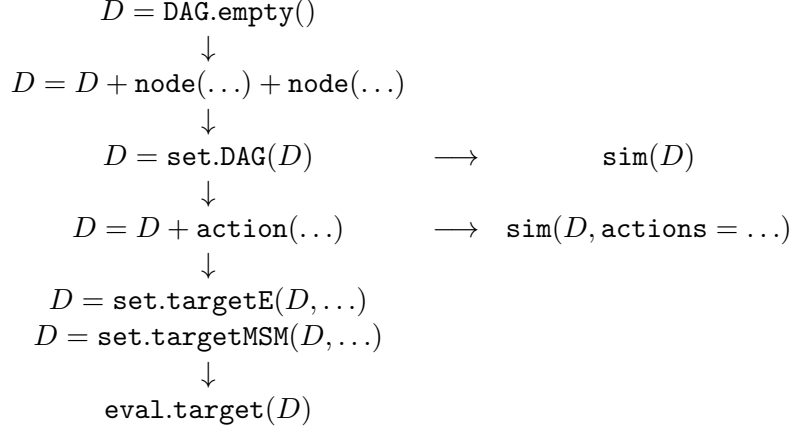 D = DAG.empty()
↓
D = D + node(...) + node(...)
↓
D = set.DAG(D) ⟶ sim(D)
↓
D = D + action(...) ⟶ sim(D, actions = ...)
↓
D = set.targetE(D, ...)
D = set.targetMSM(D, ...)
↓
eval.target(D)